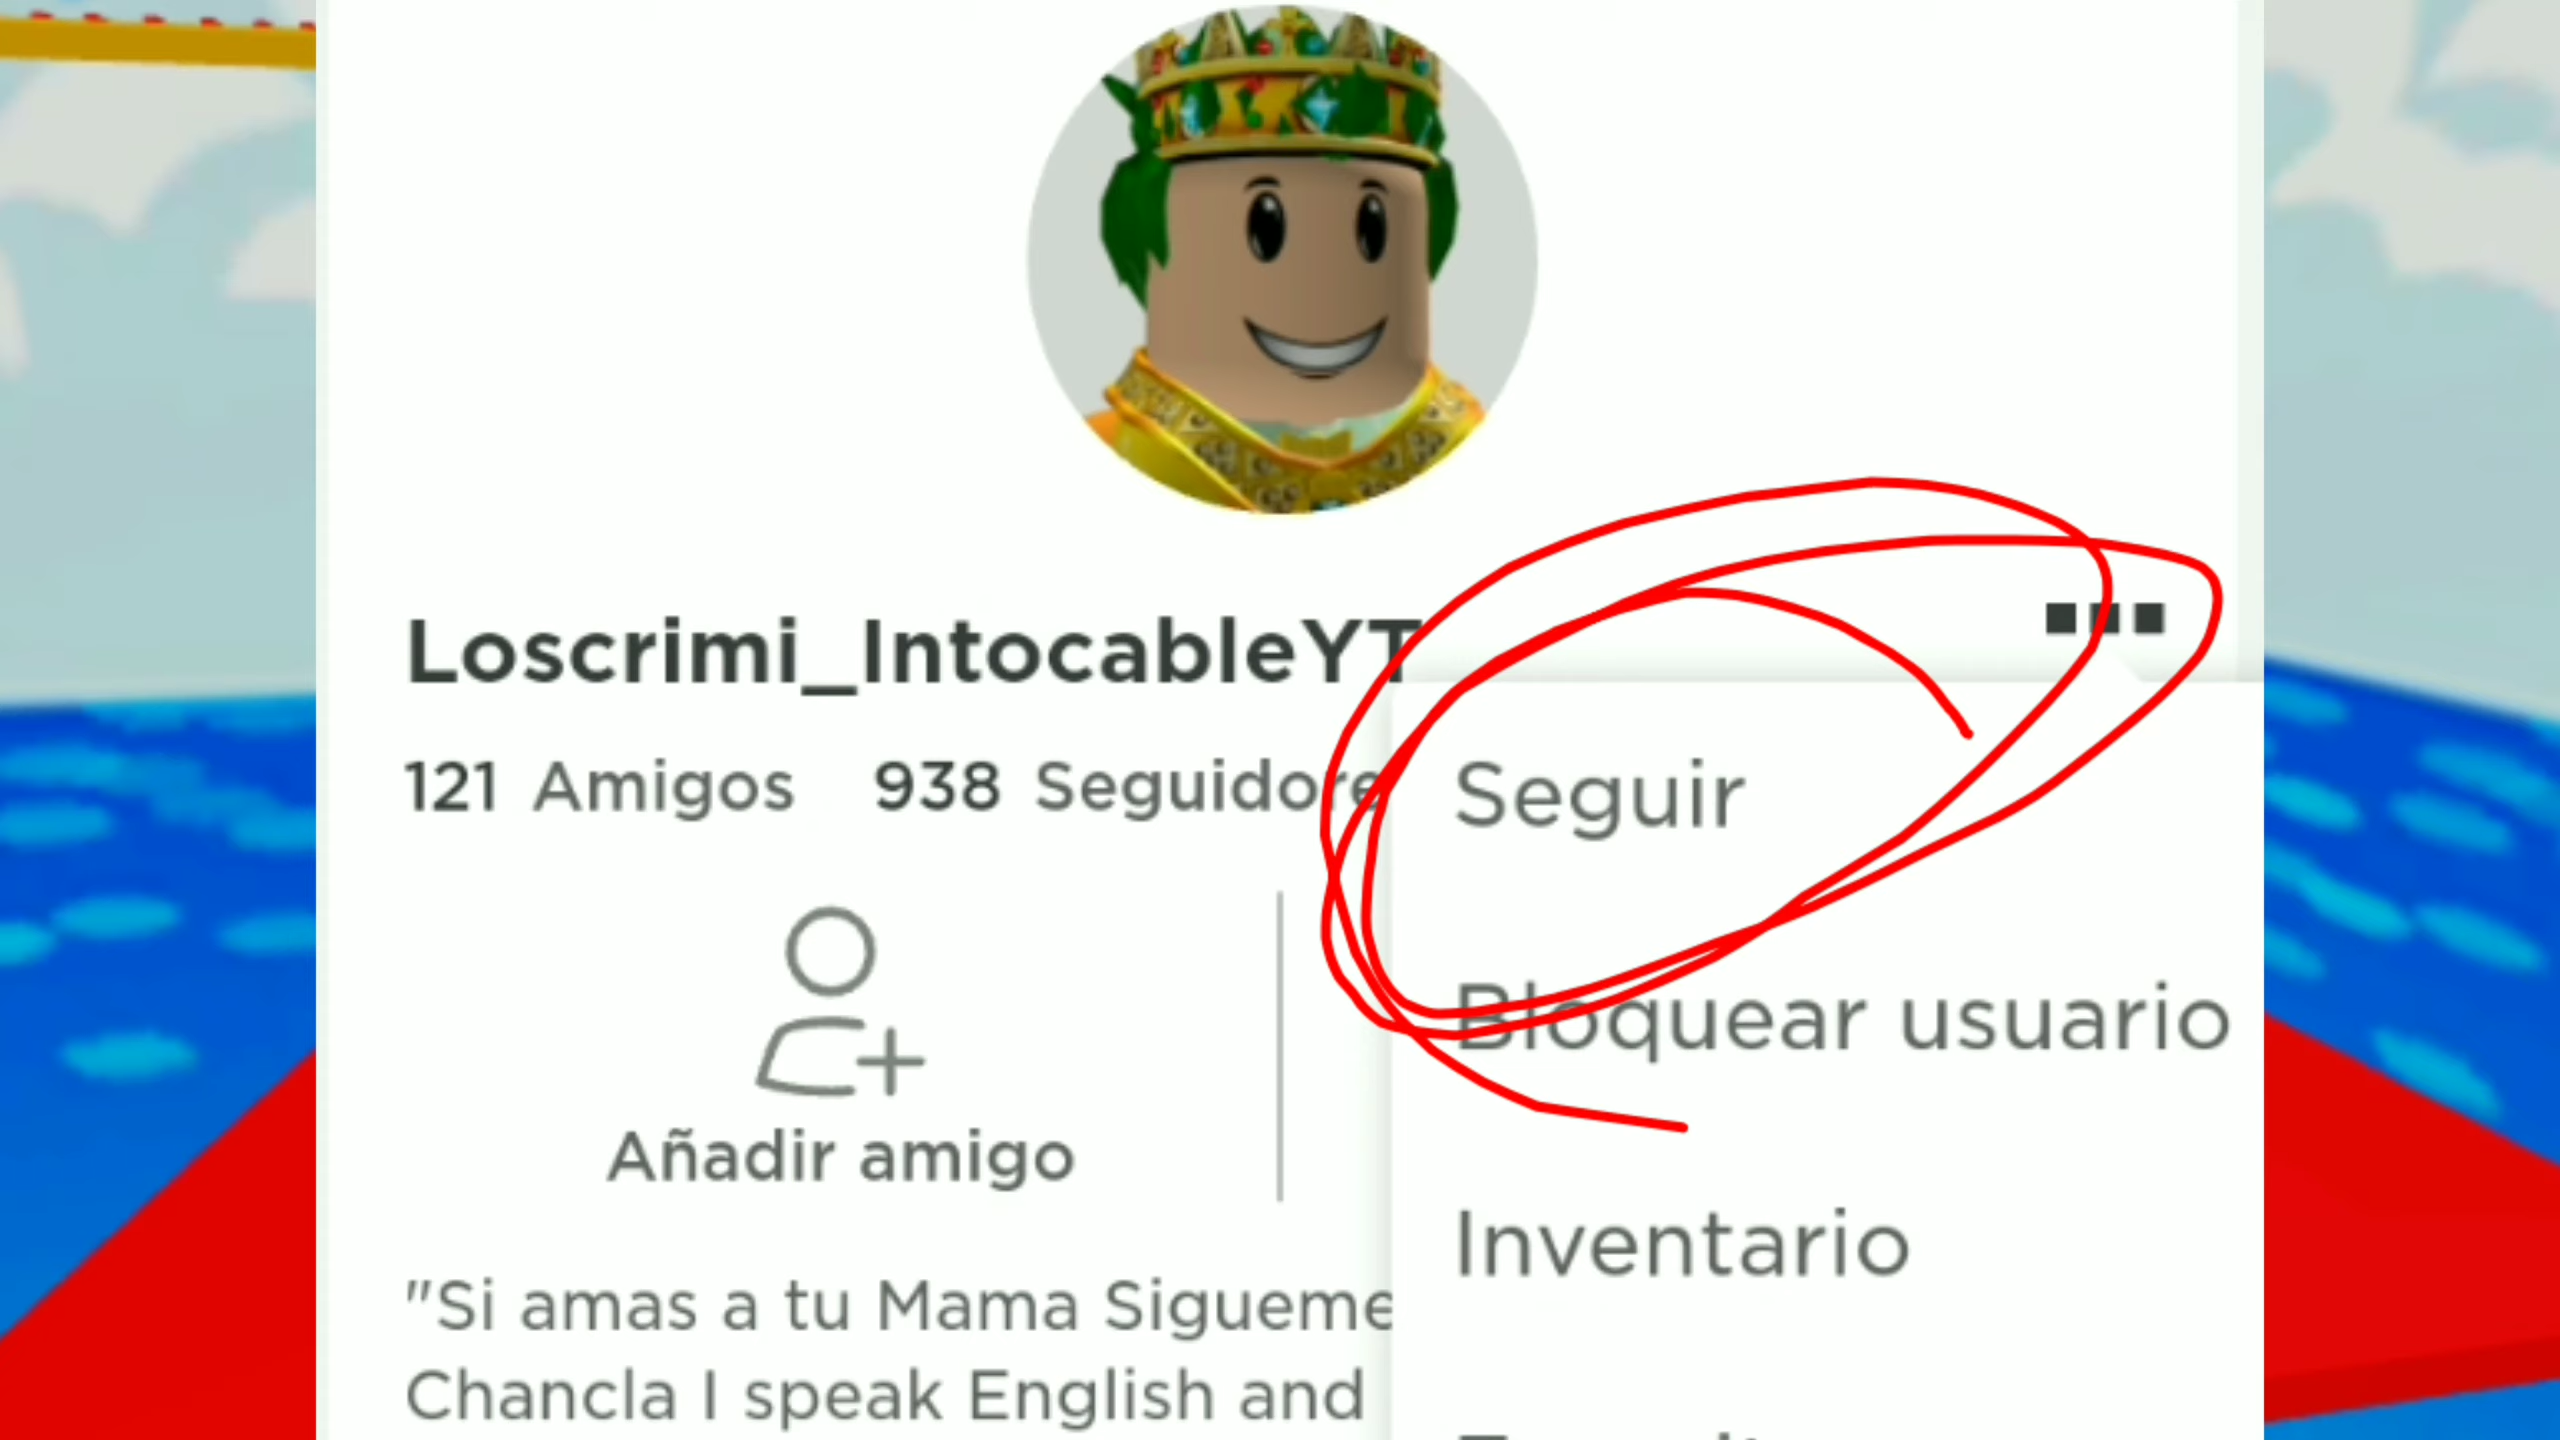 Loscrimi_IntocableYT
121 Amigos 938 Seguidore
Añadir amigo
"Si amas a tu Mama Sigueme
Chancla I speak English and
Seguir
Bloquear usuario
Inventario